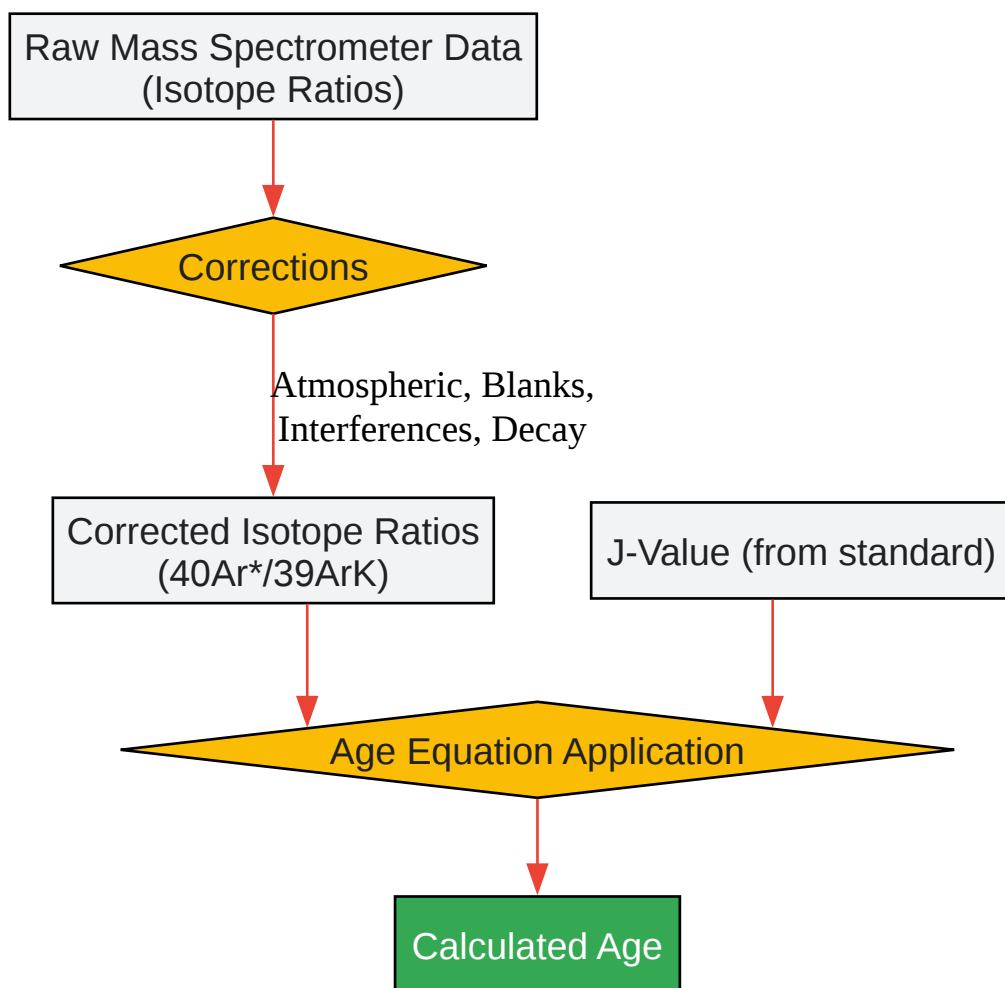 Raw Mass Spectrometer Data
(Isotope Ratios)
Corrections
Atmospheric, Blanks,
Interferences, Decay
Corrected Isotope Ratios
(40Ar*/39ArK)
J-Value (from standard)
Age Equation Application
Calculated Age